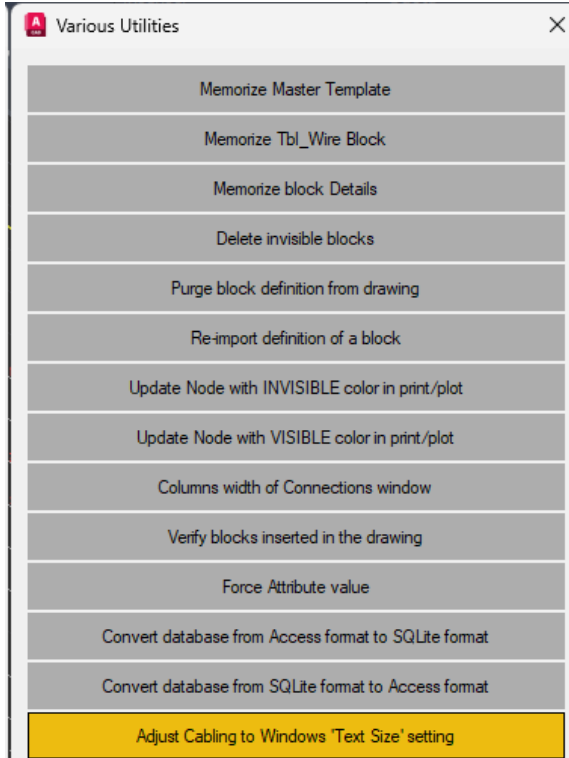 A
CAD
Various Utilities
Memorize Master Template
Memorize Tbl_Wire Block
Memorize block Details
Delete invisible blocks
Purge block definition from drawing
Re-import definition of a block
Update Node with INVISIBLE color in print/plot
Update Node with VISIBLE color in print/plot
Columns width of Connections window
Verify blocks inserted in the drawing
Force Attribute value
Convert database from Access format to SQLite format
Convert database from SQLite format to Access format
Adjust Cabling to Windows 'Text Size' setting